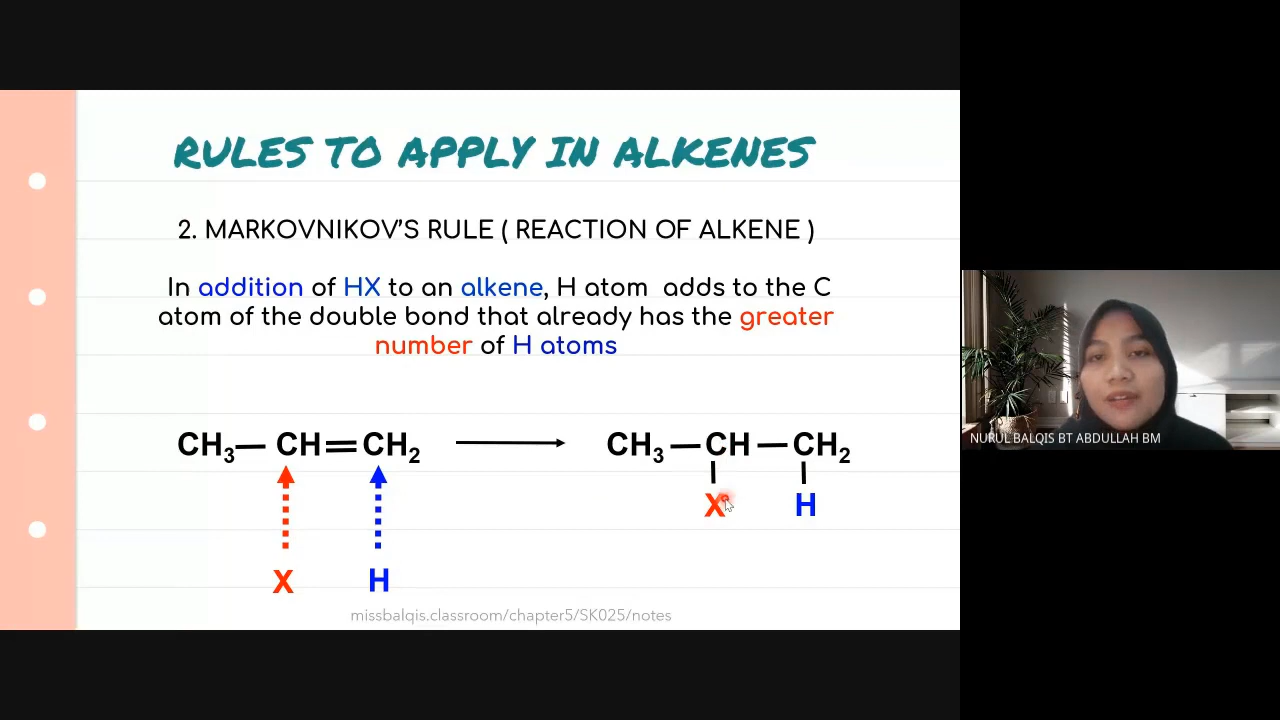 RULES TO APPLY IN ALKENES
2. MARKOVNIKOV'S RULE ( REACTION OF ALKENE )
In addition of HX to an alkene, H atom adds to the C
atom of the double bond that already has the greater
number of H atoms
CH₃— CH=CH₂ CH₃ —CH —CH₂
X H
X H
missbalqis.classroom/chapter5/SK025/notes
NURUL BALQIS BT ABDULLAH BM